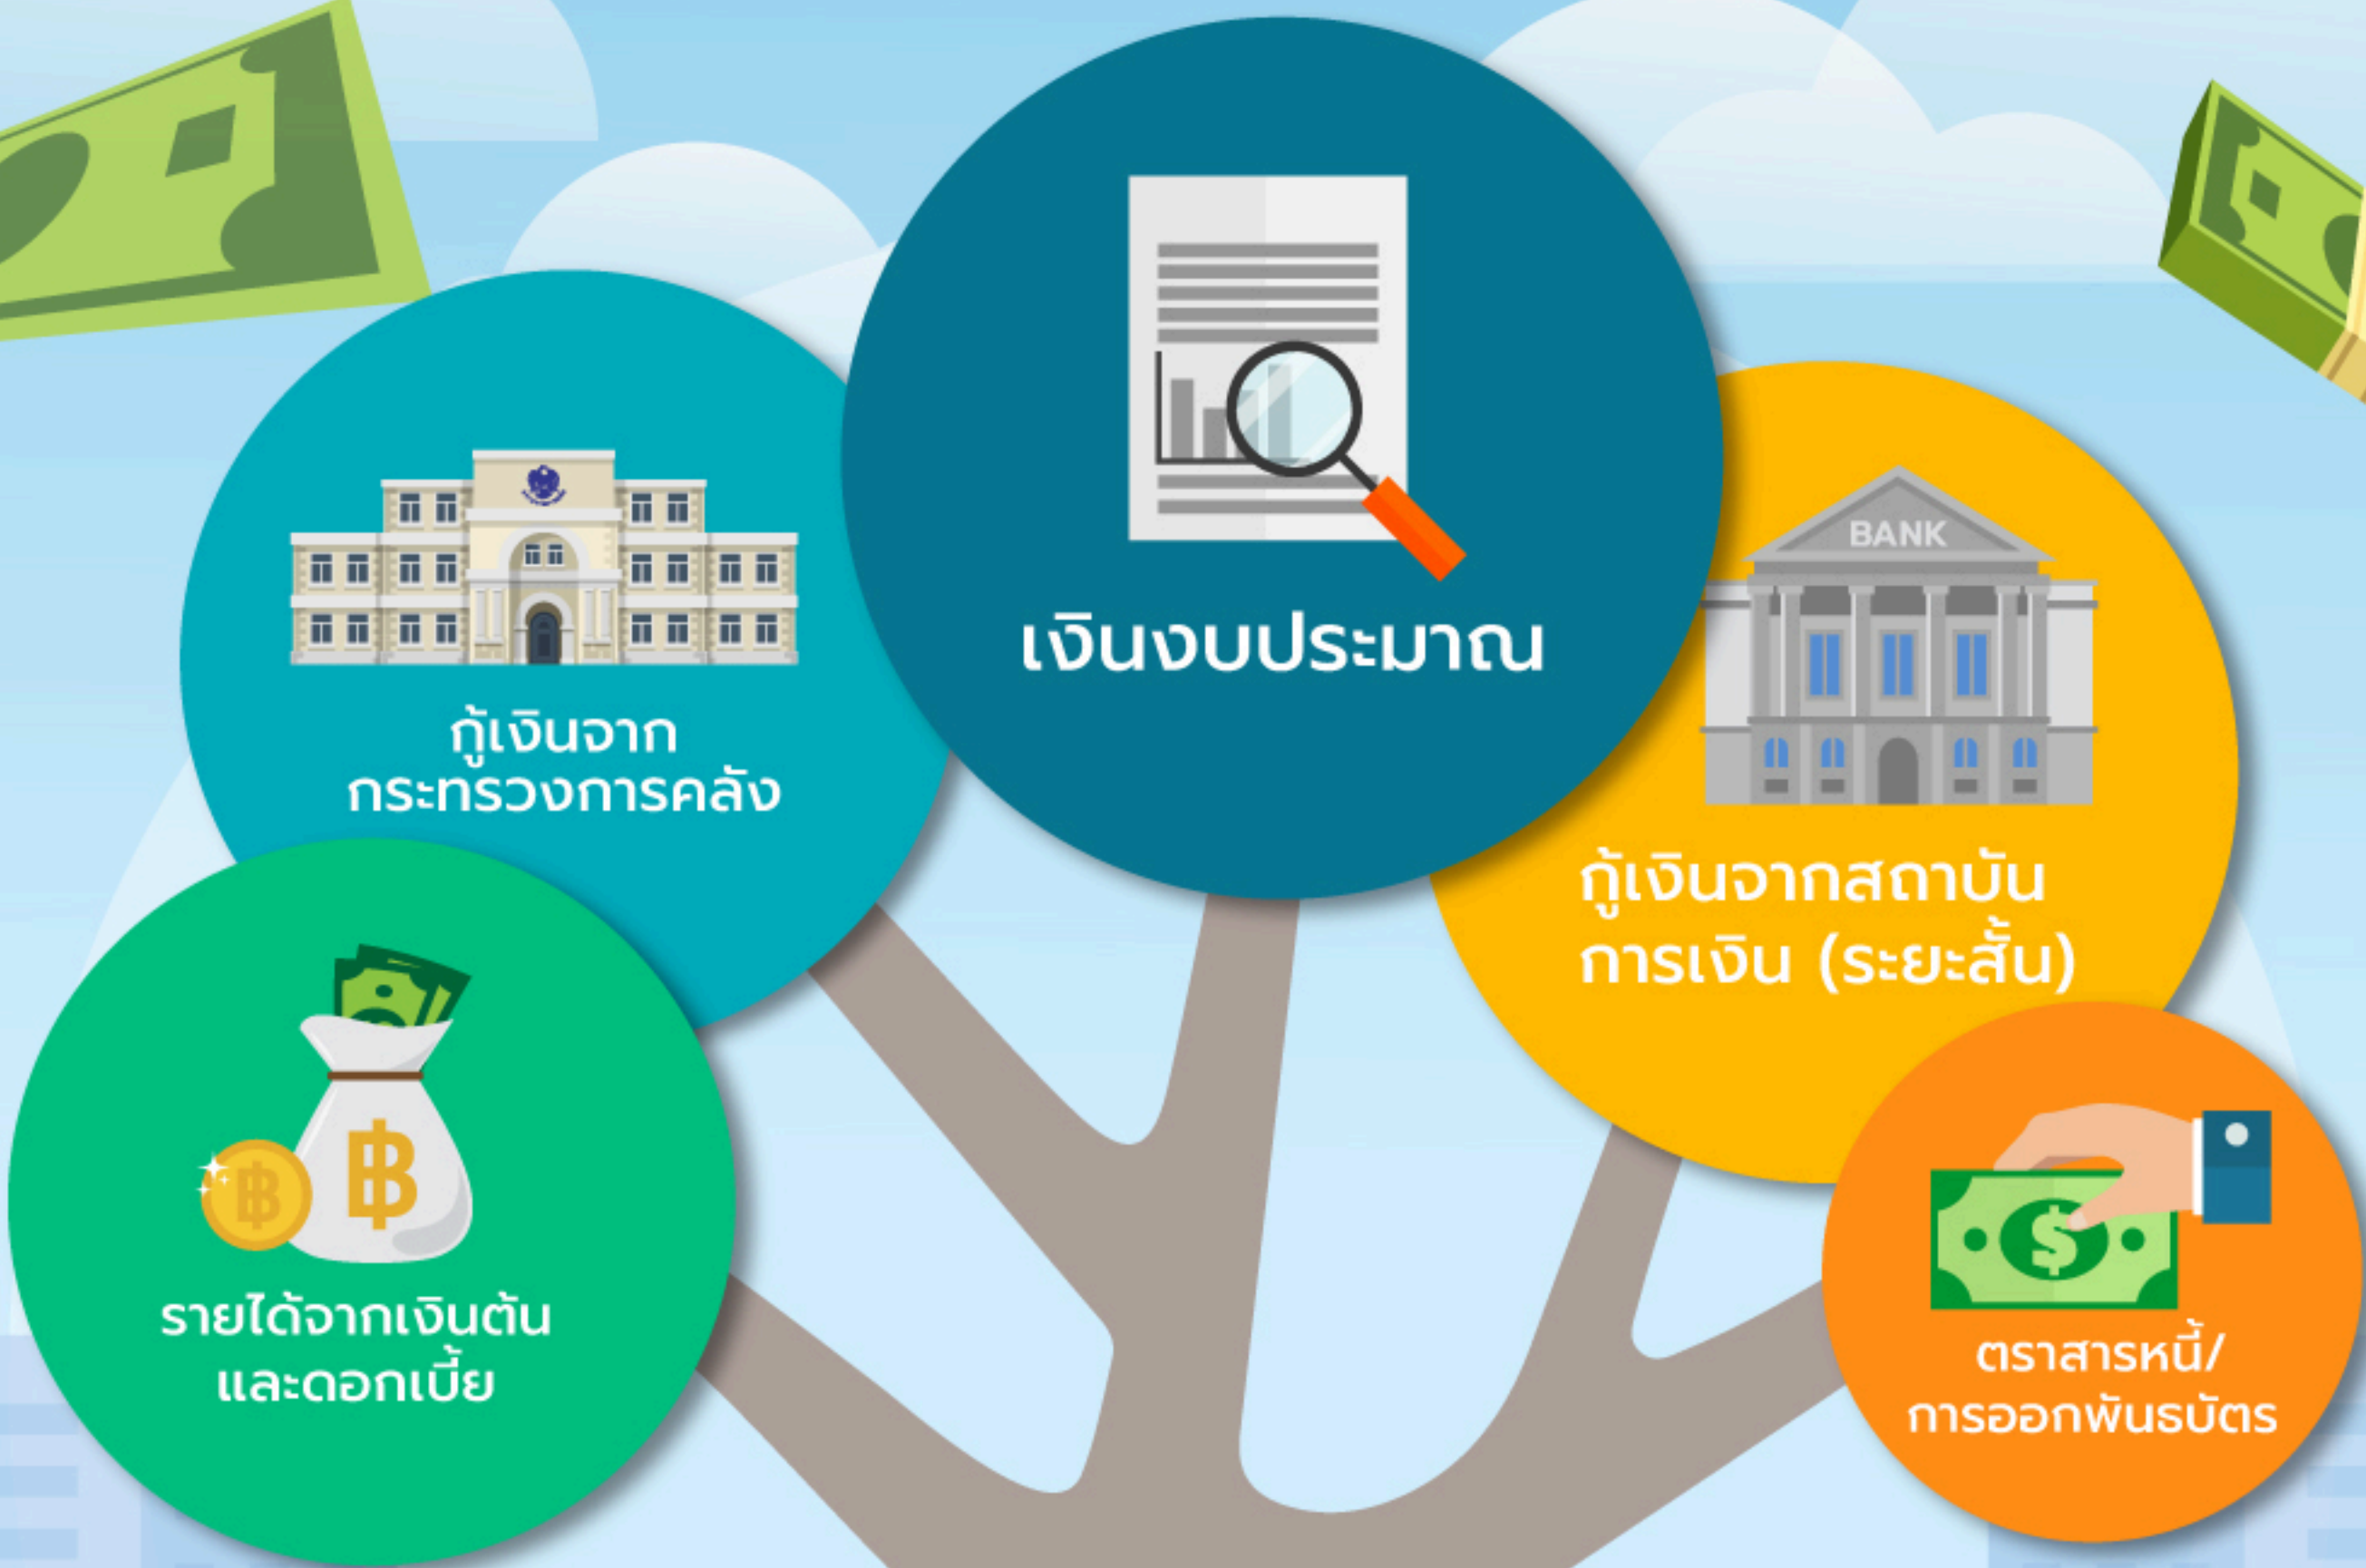 เงินงบประมาณ
กู้เงินจาก
กระทรวงการคลัง
BANK
กู้เงินจากสถาบัน
การเงิน (ระยะสั้น)
฿
฿
รายได้จากเงินต้น
และดอกเบี้ย
$
ตราสารหนี้/
การออกพันธบัตร